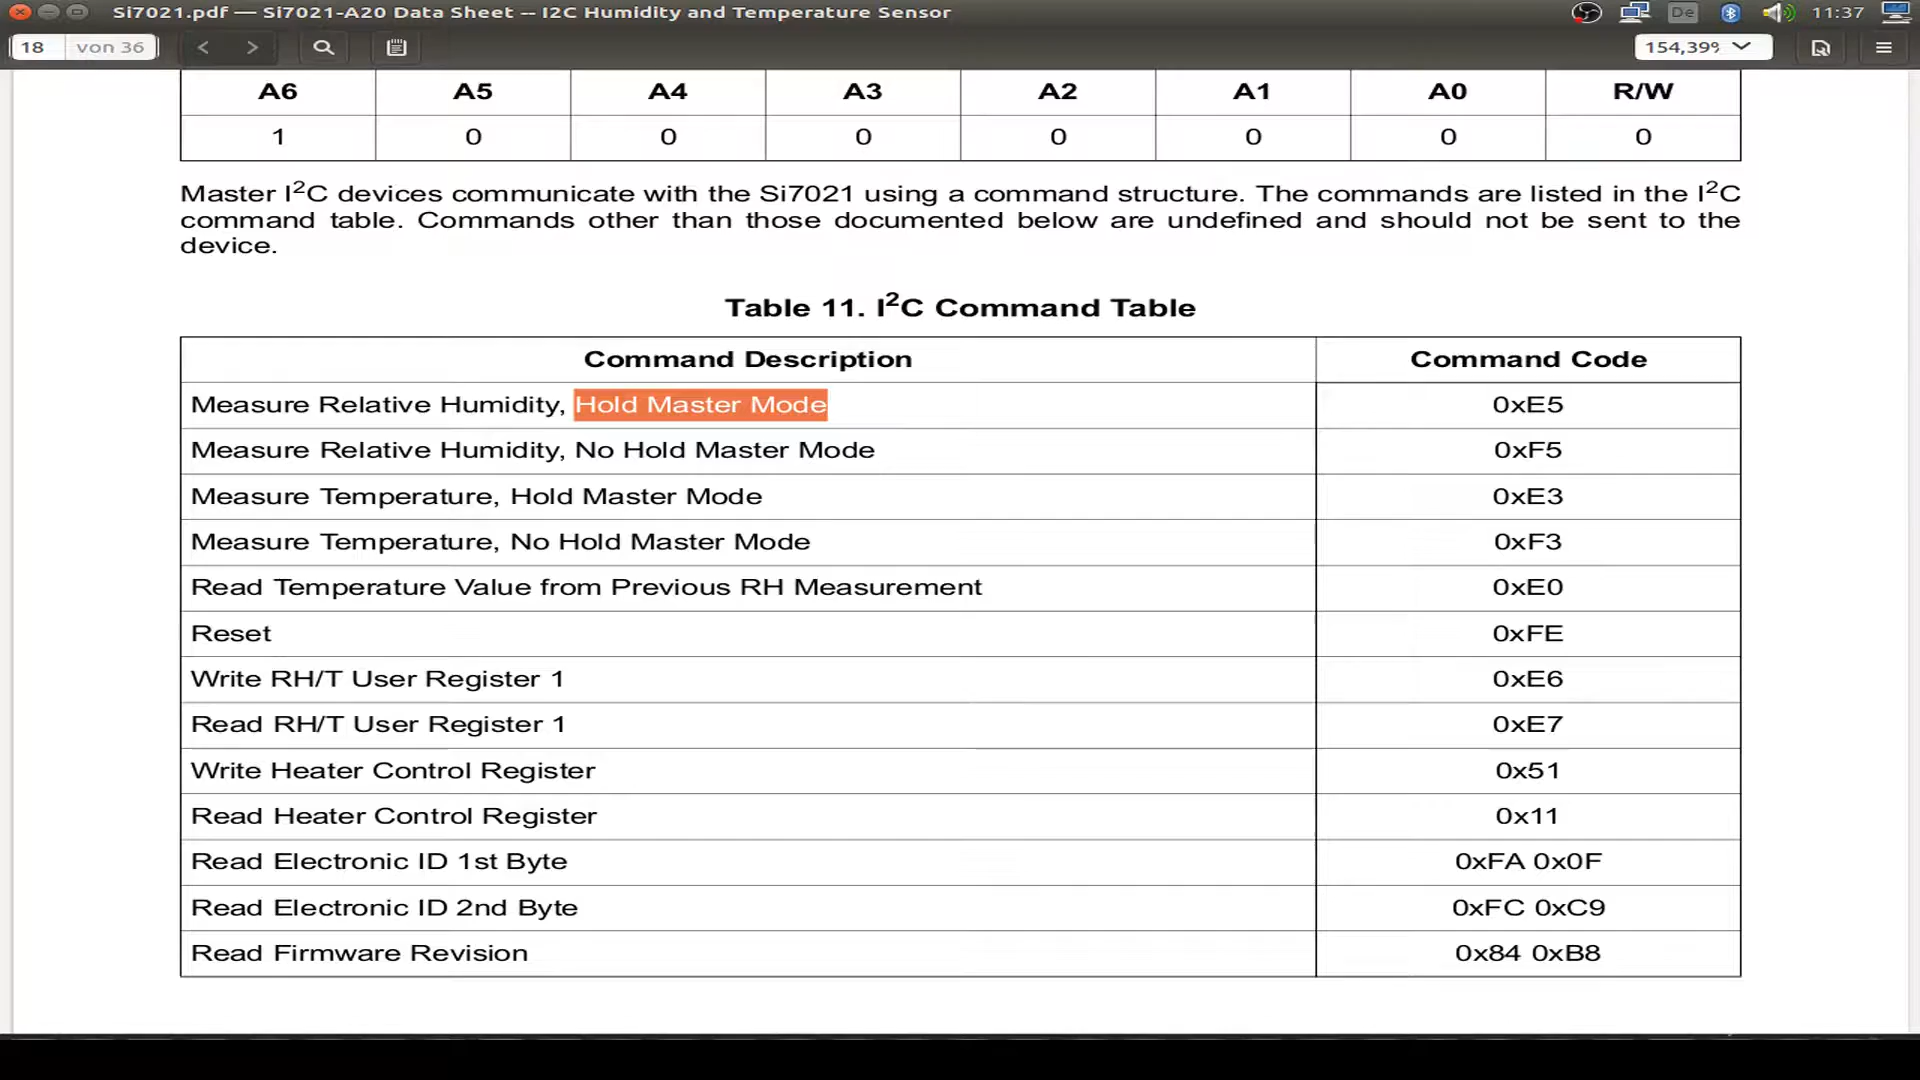 Si7021.pdf — Si7021-A20 Data Sheet -- I2C Humidity and Temperature Sensor
De
11:37
18 von 36
154,39%
A6 A5 A4 A3 A2 A1 A0 R/W
1 0 0 0 0 0 0 0
Master I2C devices communicate with the Si7021 using a command structure. The commands are listed in the I2C
command table. Commands other than those documented below are undefined and should not be sent to the
device.
Table 11. I2C Command Table
Command Description Command Code
Measure Relative Humidity, Hold Master Mode 0xE5
Measure Relative Humidity, No Hold Master Mode 0xF5
Measure Temperature, Hold Master Mode 0xE3
Measure Temperature, No Hold Master Mode 0xF3
Read Temperature Value from Previous RH Measurement 0xE0
Reset 0xFE
Write RH/T User Register 1 0xE6
Read RH/T User Register 1 0xE7
Write Heater Control Register 0x51
Read Heater Control Register 0x11
Read Electronic ID 1st Byte 0xFA 0x0F
Read Electronic ID 2nd Byte 0xFC 0xC9
Read Firmware Revision 0x84 0xB8